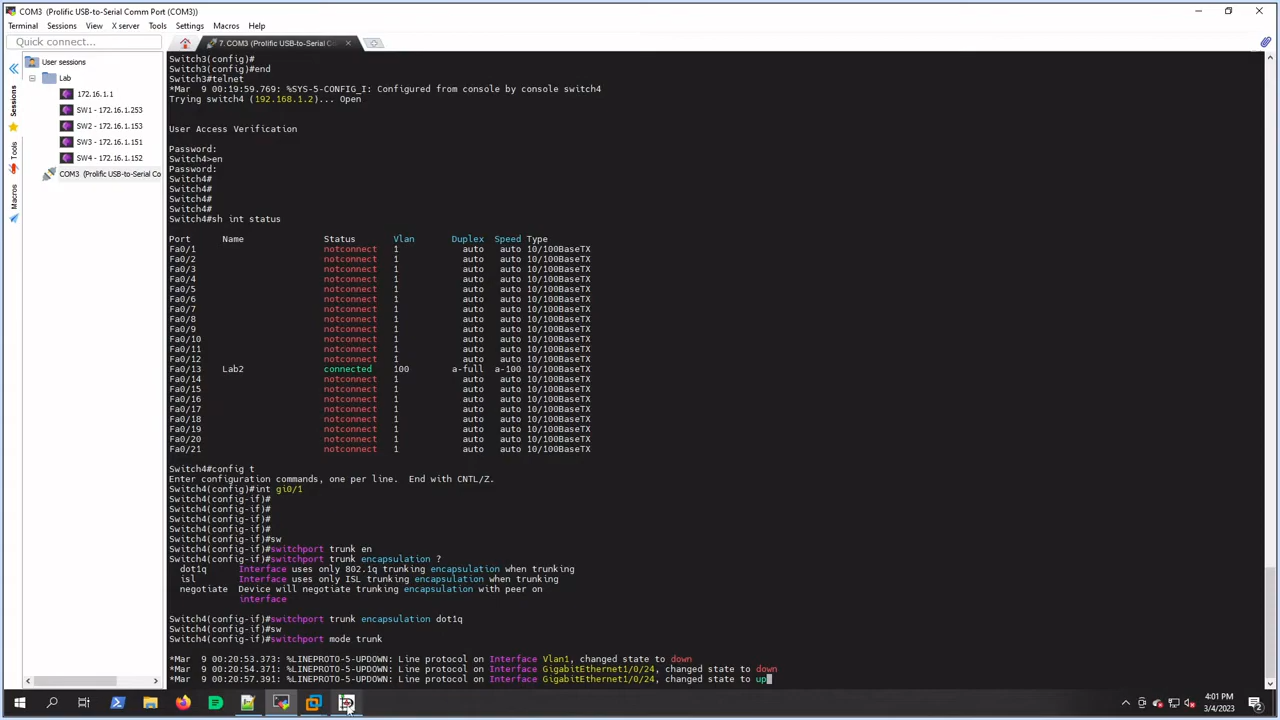 COM3 (Prolific USB-to-Serial Comm Port (COM3))
Terminal Sessions View X server Tools Settings Macros Help
Quick connect...
7. COM3 (Prolific USB-to-Serial Co
User sessions
Lab
172.16.1.1
SW1 - 172.16.1.253
SW2 - 172.16.1.153
SW3 - 172.16.1.151
SW4 - 172.16.1.152
COM3 (Prolific USB-to-Serial Co
Sessions
Tools
Macros
Switch3(config)#
Switch3(config)#end
Switch3#telnet
*Mar 9 00:19:59.769: %SYS-5-CONFIG_I: Configured from console by console switch4
Trying switch4 (192.168.1.2)... Open
User Access Verification
Password:
Switch4>en
Password:
Switch4#
Switch4#
Switch4#
Switch4#
Switch4#sh int status
Port Name Status Vlan Duplex Speed Type
Fa0/1 notconnect 1 auto auto 10/100BaseTX
Fa0/2 notconnect 1 auto auto 10/100BaseTX
Fa0/3 notconnect 1 auto auto 10/100BaseTX
Fa0/4 notconnect 1 auto auto 10/100BaseTX
Fa0/5 notconnect 1 auto auto 10/100BaseTX
Fa0/6 notconnect 1 auto auto 10/100BaseTX
Fa0/7 notconnect 1 auto auto 10/100BaseTX
Fa0/8 notconnect 1 auto auto 10/100BaseTX
Fa0/9 notconnect 1 auto auto 10/100BaseTX
Fa0/10 notconnect 1 auto auto 10/100BaseTX
Fa0/11 notconnect 1 auto auto 10/100BaseTX
Fa0/12 notconnect 1 auto auto 10/100BaseTX
Fa0/13 Lab2 connected 100 a-full a-100 10/100BaseTX
Fa0/14 notconnect 1 auto auto 10/100BaseTX
Fa0/15 notconnect 1 auto auto 10/100BaseTX
Fa0/16 notconnect 1 auto auto 10/100BaseTX
Fa0/17 notconnect 1 auto auto 10/100BaseTX
Fa0/18 notconnect 1 auto auto 10/100BaseTX
Fa0/19 notconnect 1 auto auto 10/100BaseTX
Fa0/20 notconnect 1 auto auto 10/100BaseTX
Fa0/21 notconnect 1 auto auto 10/100BaseTX
Switch4#config t
Enter configuration commands, one per line. End with CNTL/Z.
Switch4(config)#int gi0/1
Switch4(config-if)#
Switch4(config-if)#
Switch4(config-if)#
Switch4(config-if)#
Switch4(config-if)#sw
Switch4(config-if)#switchport trunk en
Switch4(config-if)#switchport trunk encapsulation ?
dot1q Interface uses only 802.1q trunking encapsulation when trunking
isl Interface uses only ISL trunking encapsulation when trunking
negotiate Device will negotiate trunking encapsulation with peer on
interface
Switch4(config-if)#switchport trunk encapsulation dot1q
Switch4(config-if)#sw
Switch4(config-if)#switchport mode trunk
*Mar 9 00:20:53.373: %LINEPROTO-5-UPDOWN: Line protocol on Interface Vlan1, changed state to down
*Mar 9 00:20:54.371: %LINEPROTO-5-UPDOWN: Line protocol on Interface GigabitEthernet1/0/24, changed state to down
*Mar 9 00:20:57.391: %LINEPROTO-5-UPDOWN: Line protocol on Interface GigabitEthernet1/0/24, changed state to up
4:01 PM
3/4/2023
2